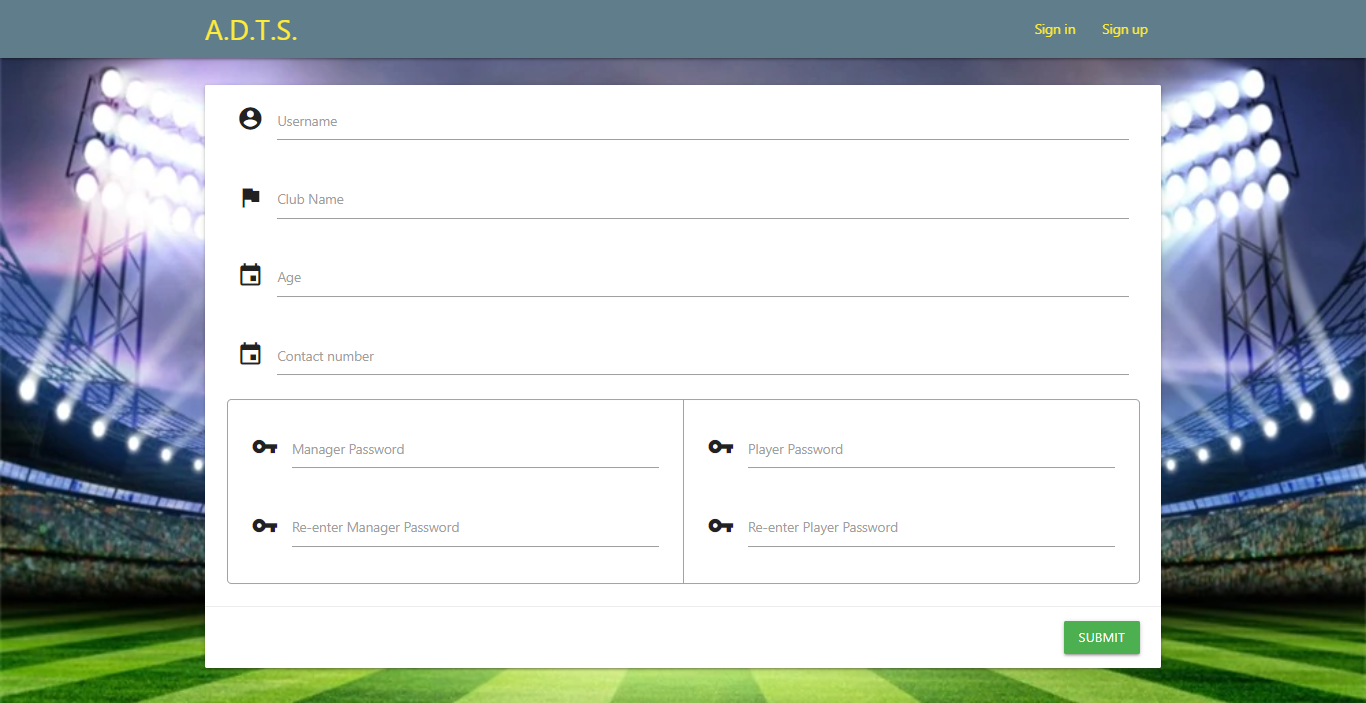 A.D.T.S.
Sign in Sign up
Username
Club Name
Age
Contact number
Manager Password
Player Password
Re-enter Manager Password
Re-enter Player Password
SUBMIT